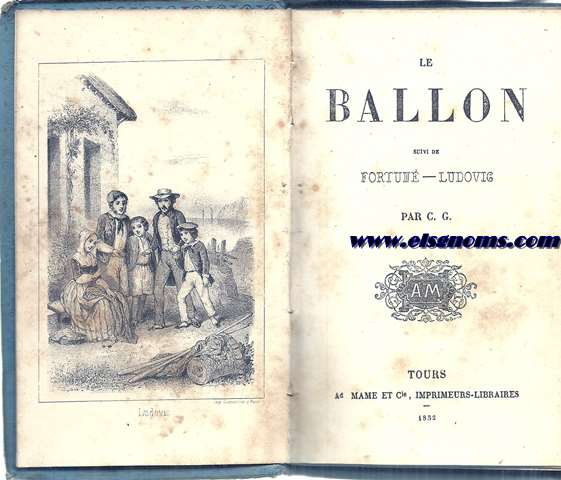 Ludovic
LE
BALLON
SUIVI DE
FORTUNÉ — LUDOVIC
PAR C. G.
www.elsgnoms.com
AM
TOURS
Ad MAME ET Cie, IMPRIMEURS-LIBRAIRES
1852